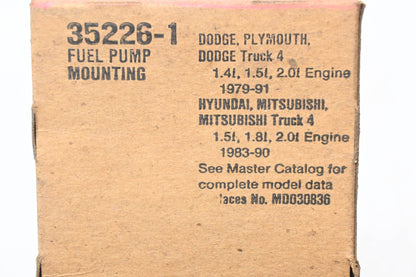 35226-1
FUEL PUMP
MOUNTING
DODGE, PLYMOUTH,
DODGE Truck 4
1.4ℓ, 1.5ℓ, 2.0ℓ Engine
1979-91
HYUNDAI, MITSUBISHI,
MITSUBISHI Truck 4
1.5ℓ, 1.8ℓ, 2.0ℓ Engine
1983-90
See Master Catalog for
complete model data
laces No. MD030836